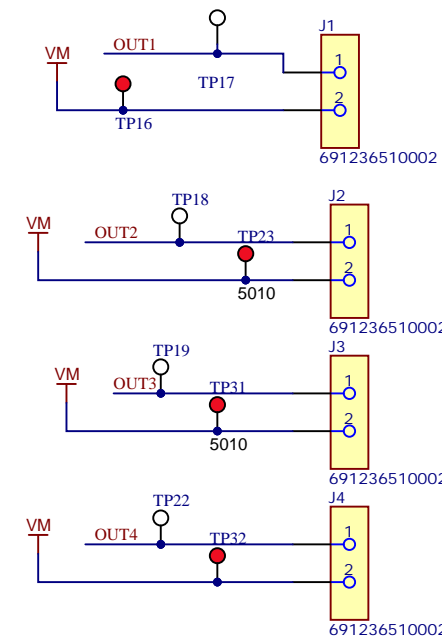 J1
OUT1
VM
1
TP17
2
TP16
691236510002
J2
TP18
VM
OUT2
1
TP23
2
5010
691236510002
J3
TP19
VM
OUT3
1
TP31
2
5010
691236510002
J4
TP22
VM
OUT4
1
TP32
2
691236510002